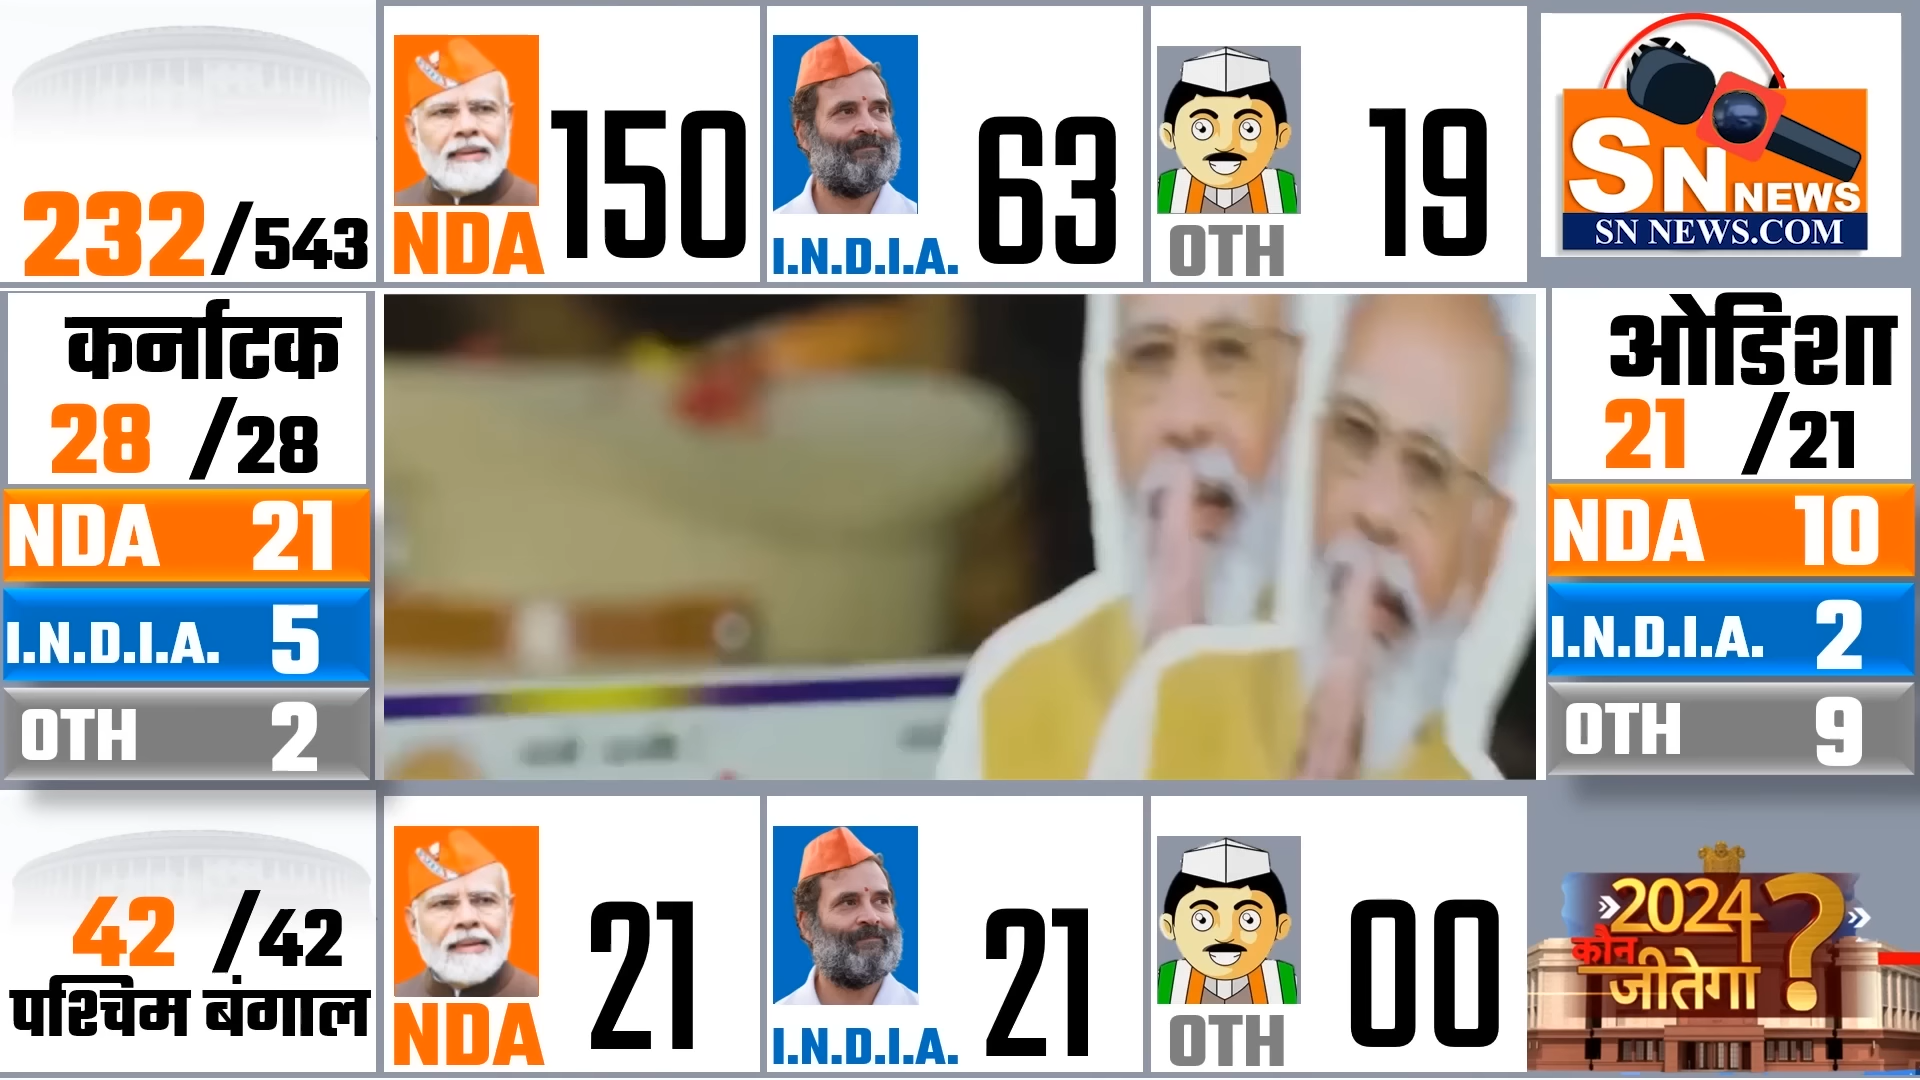 232/543
NDA 150
I.N.D.I.A. 63
OTH 19
SN NEWS
SN NEWS.COM
कर्नाटक
28 /28
NDA 21
I.N.D.I.A. 5
OTH 2
ओडिशा
21 /21
NDA 10
I.N.D.I.A. 2
OTH 9
42 /42
पश्चिम बंगाल
NDA 21
I.N.D.I.A. 21
OTH 00
2024
कौन
जीतेगा ?